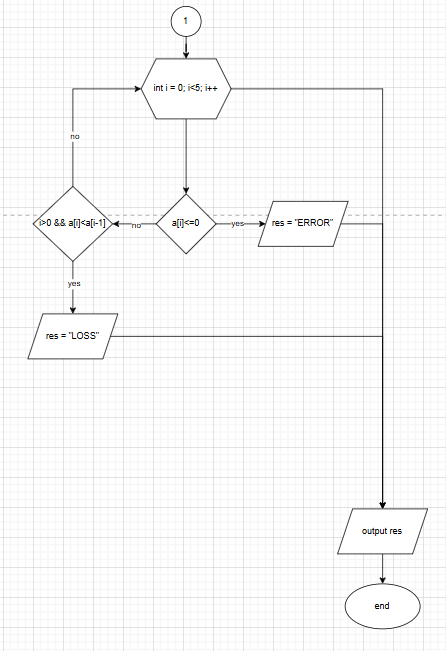 1
int i = 0; i<5; i++
no
i>0 && a[i]<a[i-1]
no
a[i]<=0
yes
res = "ERROR"
yes
res = "LOSS"
output res
end